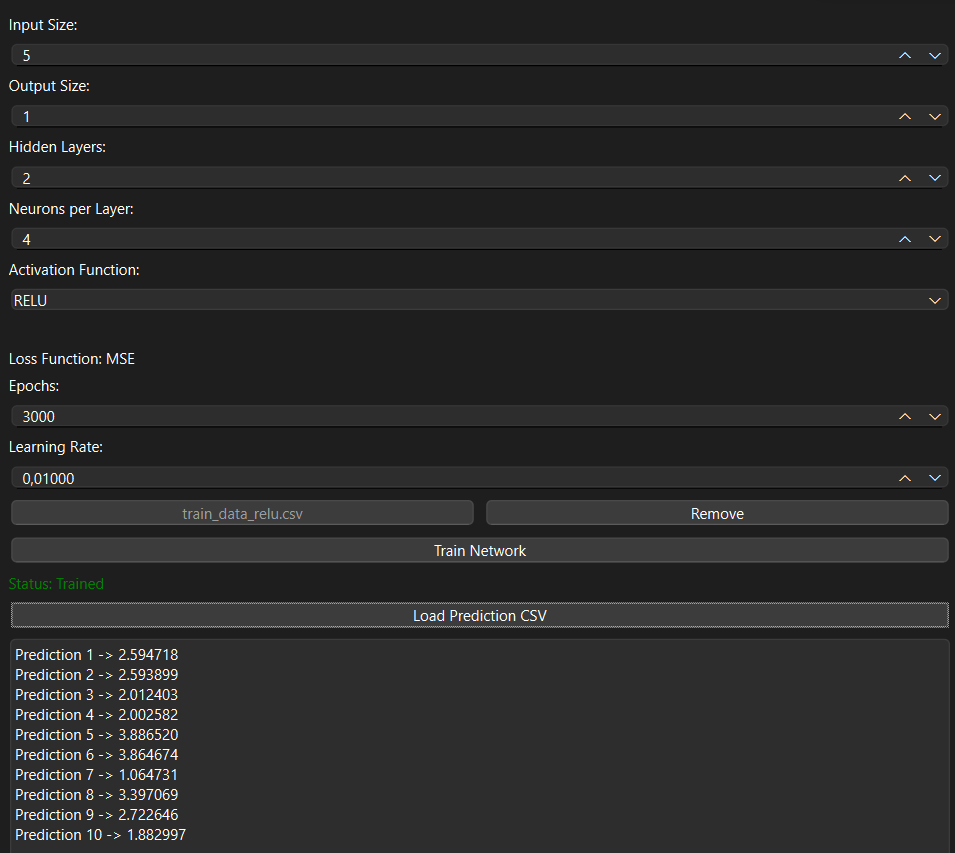 Input Size:
5
Output Size:
1
Hidden Layers:
2
Neurons per Layer:
4
Activation Function:
RELU
Loss Function: MSE
Epochs:
3000
Learning Rate:
0,01000
train_data_relu.csv Remove
Train Network
Status: Trained
Load Prediction CSV
Prediction 1 -> 2.594718
Prediction 2 -> 2.593899
Prediction 3 -> 2.012403
Prediction 4 -> 2.002582
Prediction 5 -> 3.886520
Prediction 6 -> 3.864674
Prediction 7 -> 1.064731
Prediction 8 -> 3.397069
Prediction 9 -> 2.722646
Prediction 10 -> 1.882997